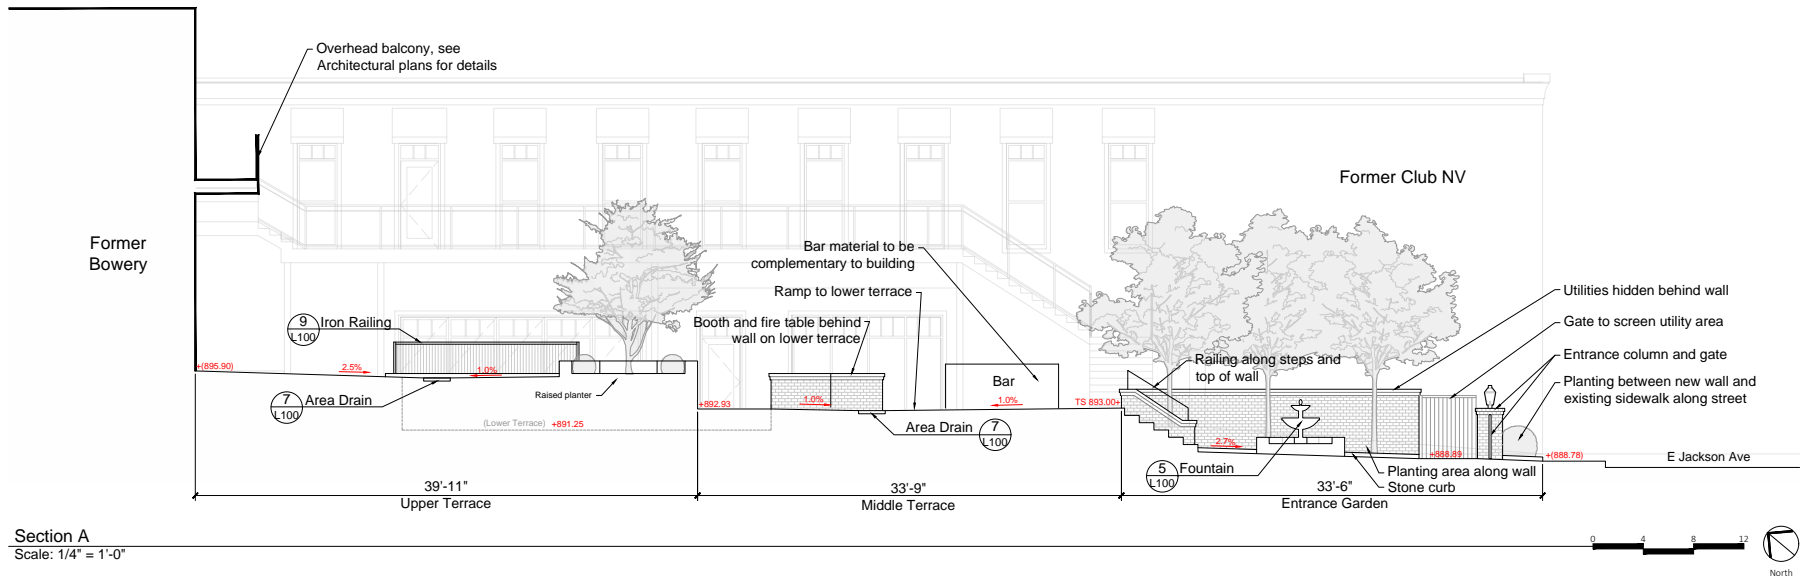 Overhead balcony, see
Architectural plans for details
Former Club NV
Former
Bowery
Bar material to be
complementary to building
Ramp to lower terrace
Utilities hidden behind wall
9
L100
Iron Railing
Booth and fire table behind
wall on lower terrace
Gate to screen utility area
Railing along steps and
top of wall
Entrance column and gate
+(895.90)
2.5%
1.0%
Bar
Planting between new wall and
existing sidewalk along street
Raised planter
7
L100
Area Drain
+892.93
1.0%
1.0%
TS 893.00+
(Lower Terrace) +891.25
Area Drain
7
L100
2.7%
+888.89
+(888.78)
E Jackson Ave
5
L100
Fountain
Planting area along wall
Stone curb
39'-11"
Upper Terrace
33'-9"
Middle Terrace
33'-6"
Entrance Garden
Section A
Scale: 1/4" = 1'-0"
0 4 8 12
North